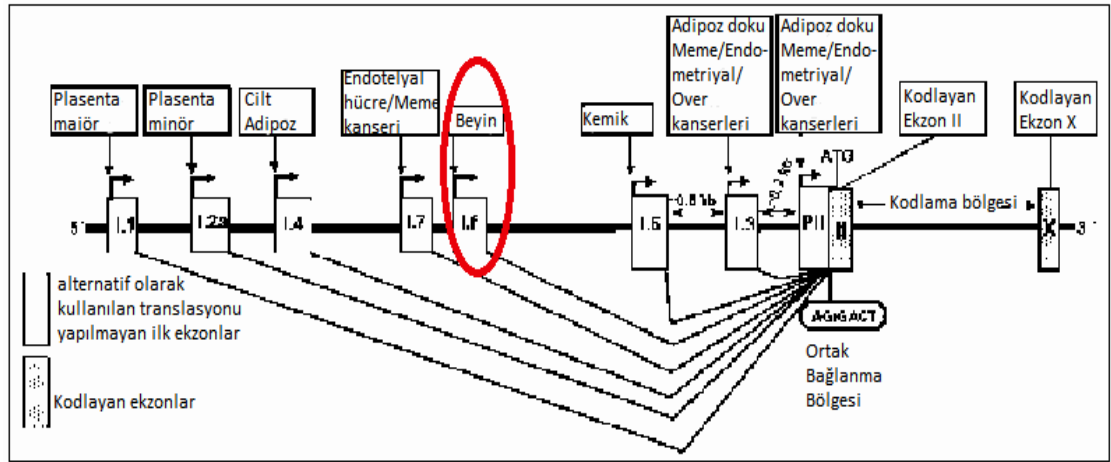 Plasenta
maiör
Plasenta
minör
Cilt
Adipoz
Endotelyal
hücre/Meme
kanseri
Beyin
Kemik
Adipoz doku
Meme/Endo-
metriyal/
Over
kanserleri
Adipoz doku
Meme/Endo-
metriyal/
Over
kanserleri
Kodlayan
Ekzon II
Kodlayan
Ekzon X
ATG
5'
I.1
I.2a
I.4
I.7
I.f
I.6
I.3
PII
II
Kodlama bölgesi
X
3'
alternatif olarak
kullanılan translasyonu
yapılmayan ilk ekzonlar
Kodlayan ekzonlar
Ortak
Bağlanma
Bölgesi